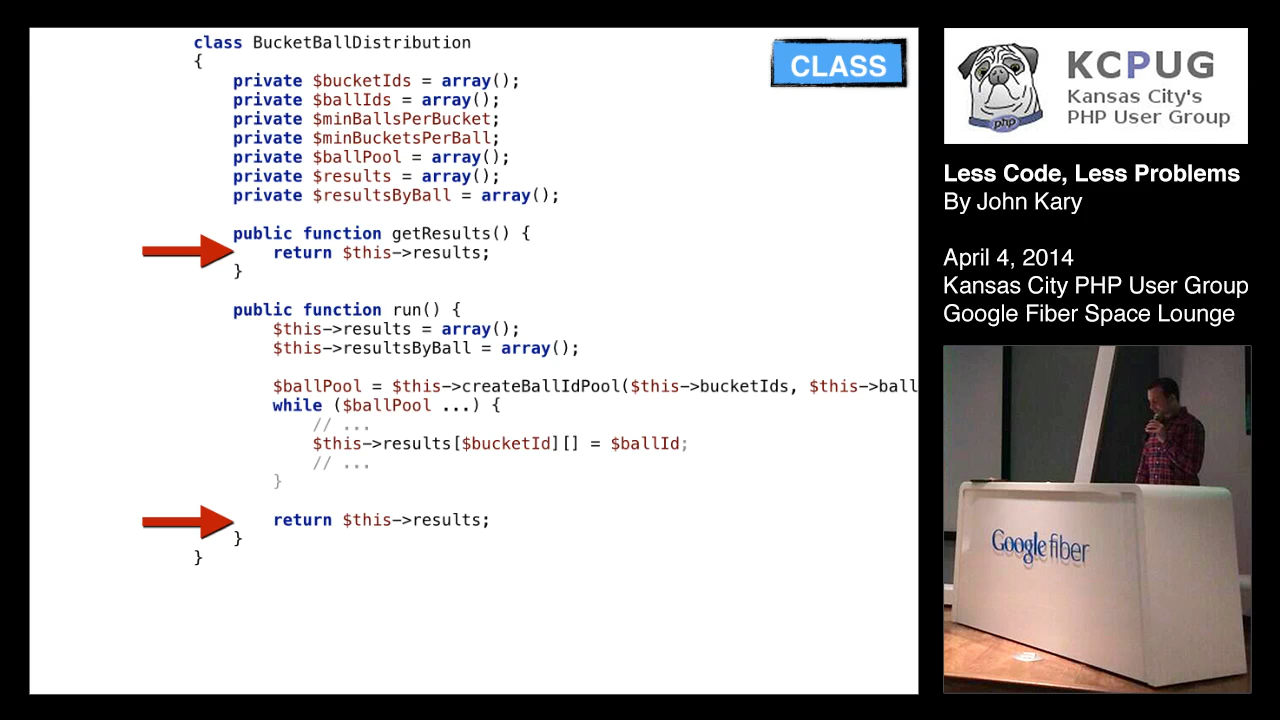 class BucketBallDistribution
{
    private $bucketIds = array();
    private $ballIds = array();
    private $minBallsPerBucket;
    private $minBucketsPerBall;
    private $ballPool = array();
    private $results = array();
    private $resultsByBall = array();
    public function getResults() {
        return $this->results;
    }
    public function run() {
        $this->results = array();
        $this->resultsByBall = array();
        $ballPool = $this->createBallIdPool($this->bucketIds, $this->ball
        while ($ballPool ...) {
            // ...
            $this->results[$bucketId][] = $ballId;
            // ...
        }
        return $this->results;
    }
}
CLASS
php
KCPUG
Kansas City's
PHP User Group
Less Code, Less Problems
By John Kary
April 4, 2014
Kansas City PHP User Group
Google Fiber Space Lounge
Google fiber